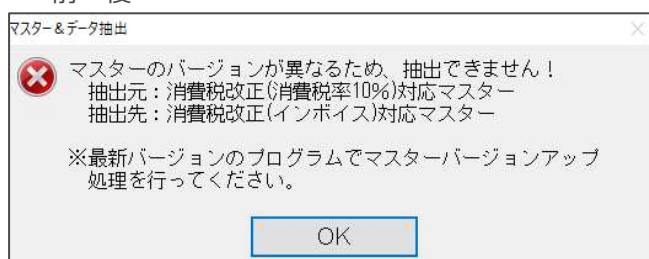 マスター&データ抽出
マスターのバージョンが異なるため、抽出できません！
抽出元：消費税改正(消費税率10%)対応マスター
抽出先：消費税改正(インボイス)対応マスター
※最新バージョンのプログラムでマスターバージョンアップ
処理を行ってください。
OK